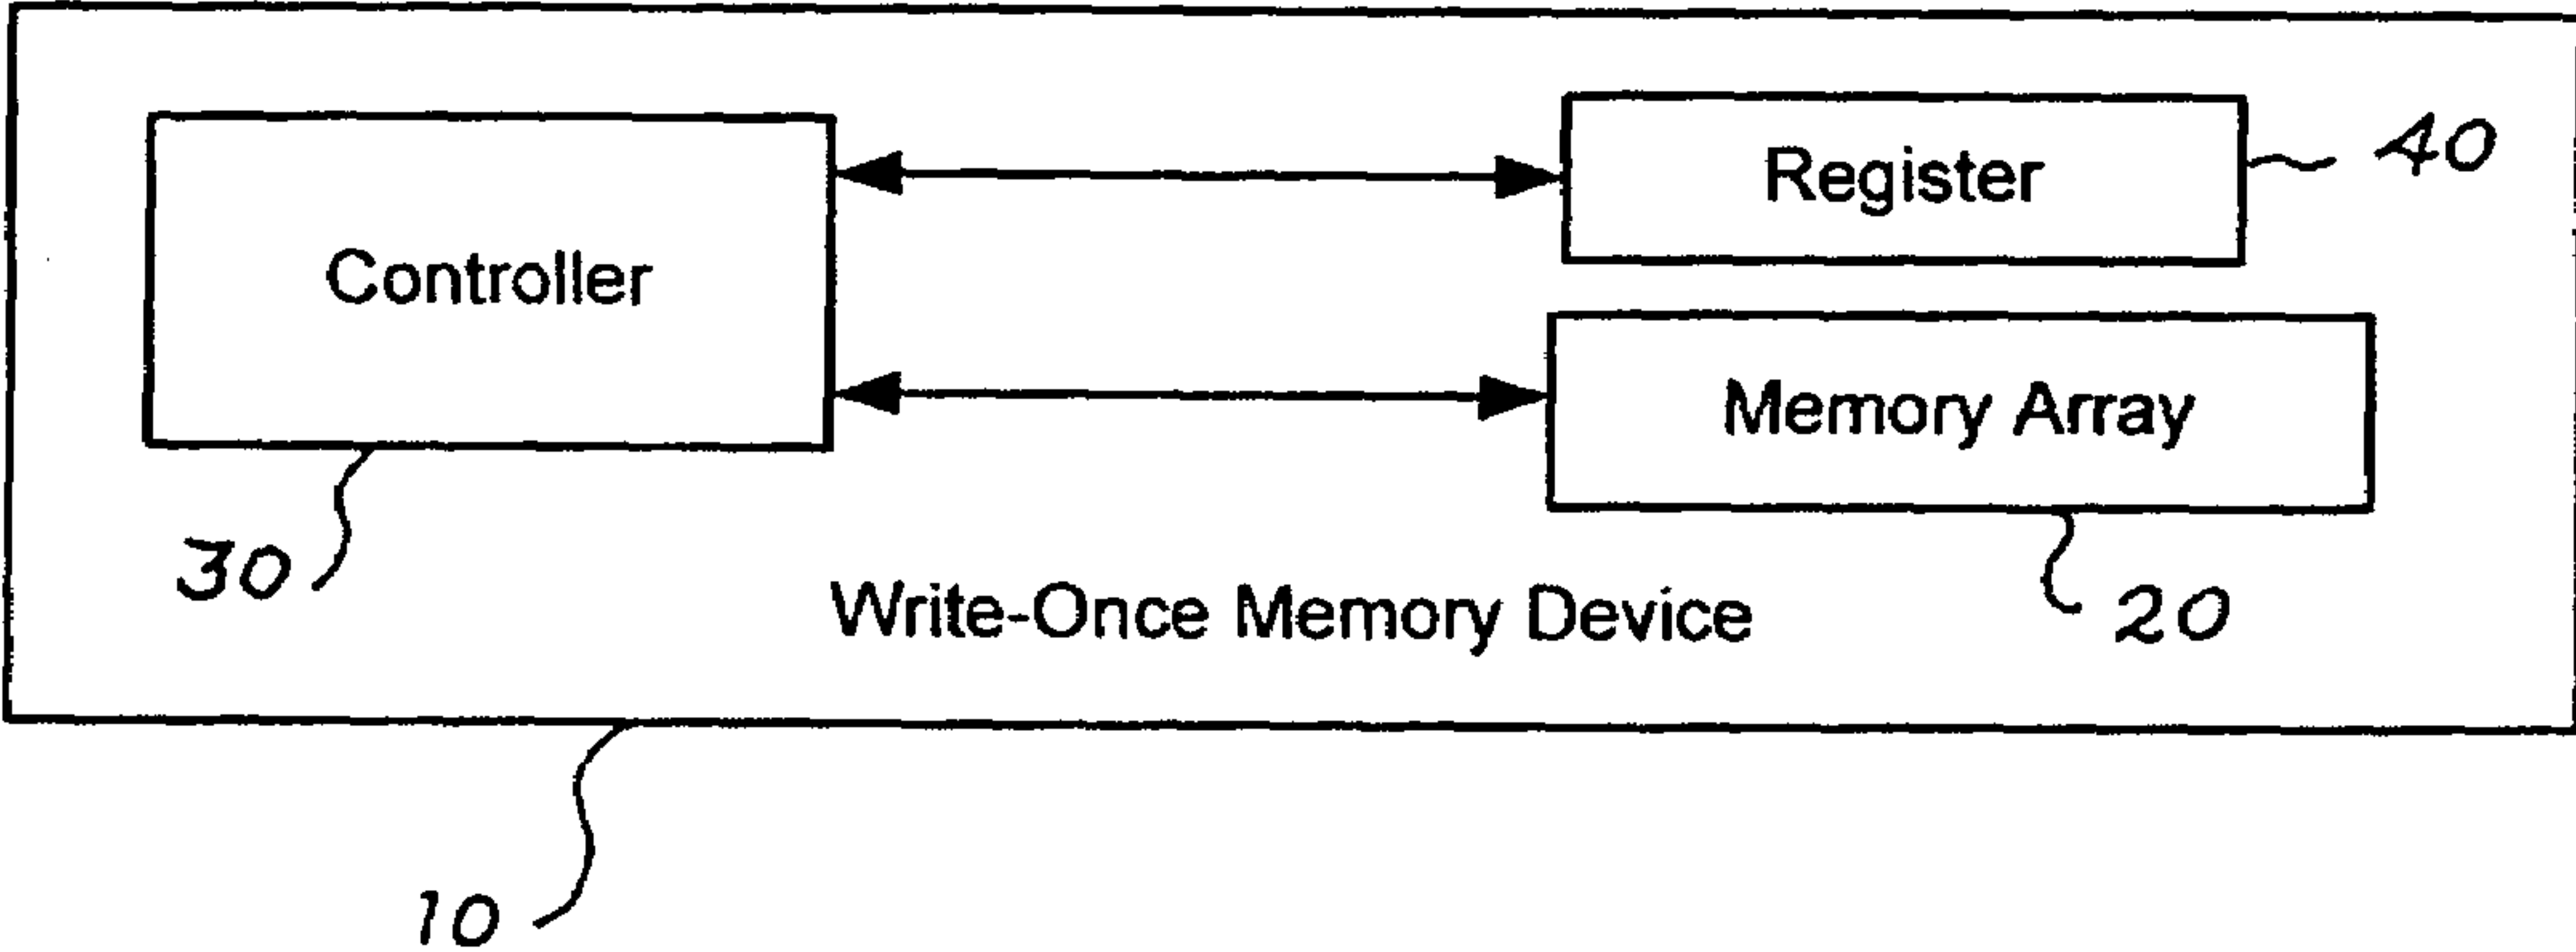 Register
40
Controller
Memory Array
30
Write-Once Memory Device
20
10